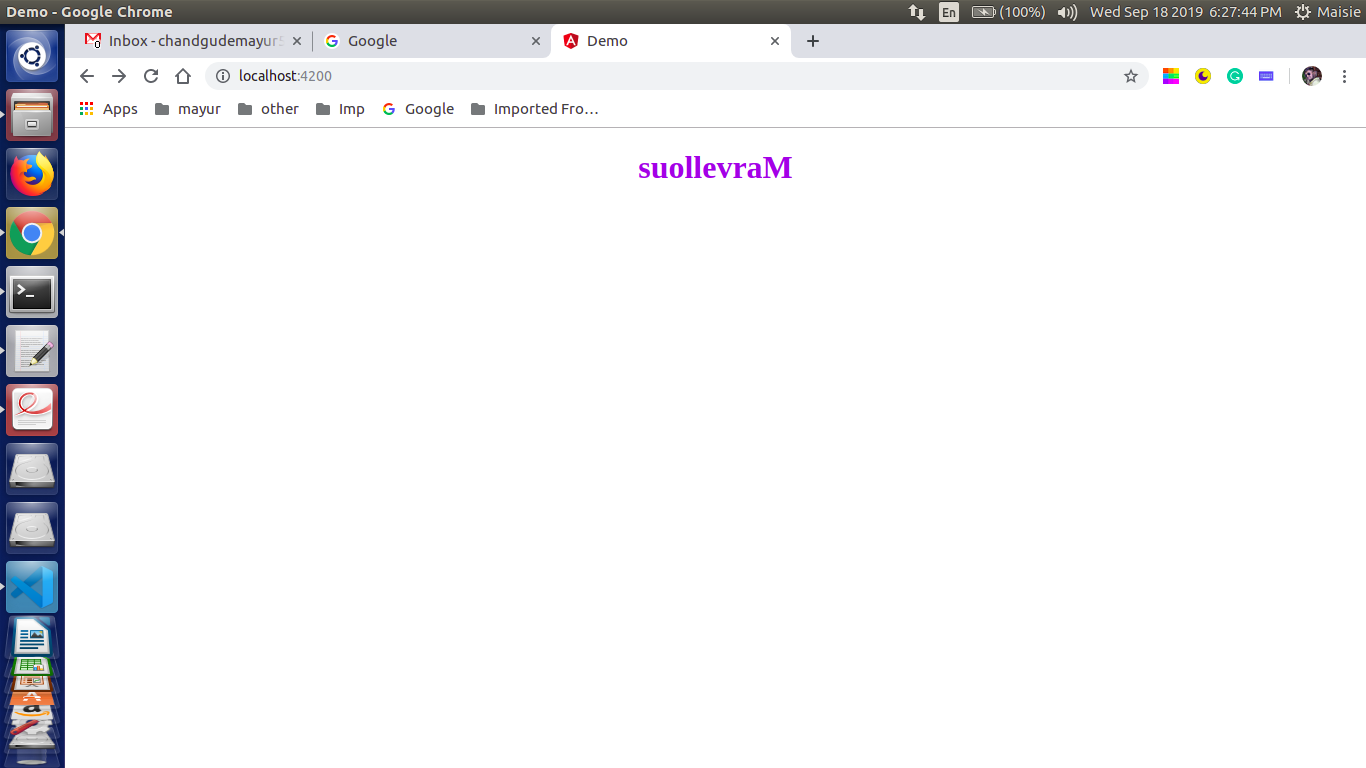 Demo - Google Chrome En (100%) Wed Sep 18 2019 6:27:44 PM Maisie
Inbox - chandgudemayur Google Demo
localhost:4200
Apps mayur other Imp Google Imported Fro…
suollevraM